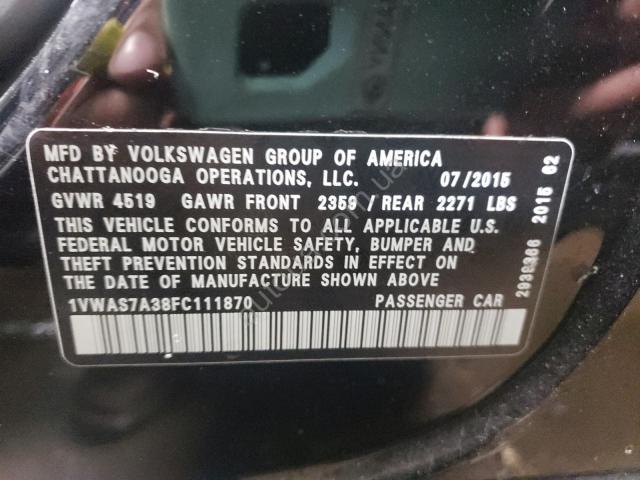 MFD BY VOLKSWAGEN GROUP OF AMERICA
CHATTANOOGA OPERATIONS, LLC. 07/2015
GVWR 4519 GAWR FRONT 2359/REAR 2271 LBS
THIS VEHICLE CONFORMS TO ALL APPLICABLE U.S.
FEDERAL MOTOR VEHICLE SAFETY, BUMPER AND
THEFT PREVENTION STANDARDS IN EFFECT ON
THE DATE OF MANUFACTURE SHOWN ABOVE
1VWAS7A38FC111870 PASSENGER CAR
2939366 2015 62